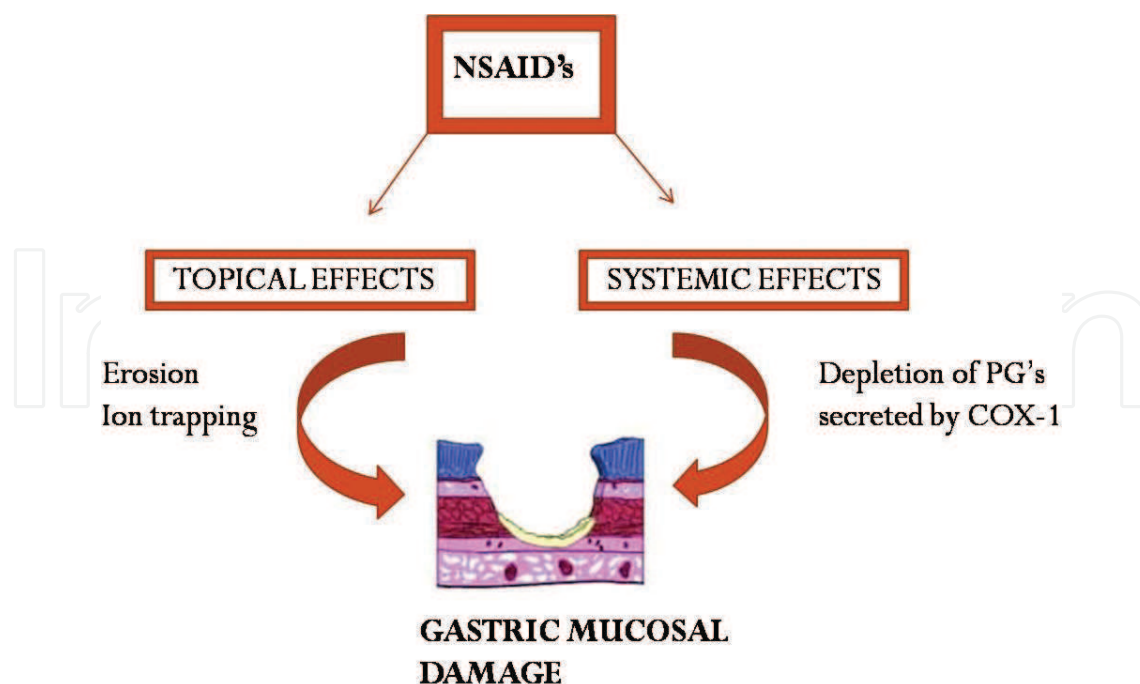 NSAID's
TOPICAL EFFECTS
SYSTEMIC EFFECTS
Erosion
Ion trapping
Depletion of PG's
secreted by COX-1
GASTRIC MUCOSAL
DAMAGE